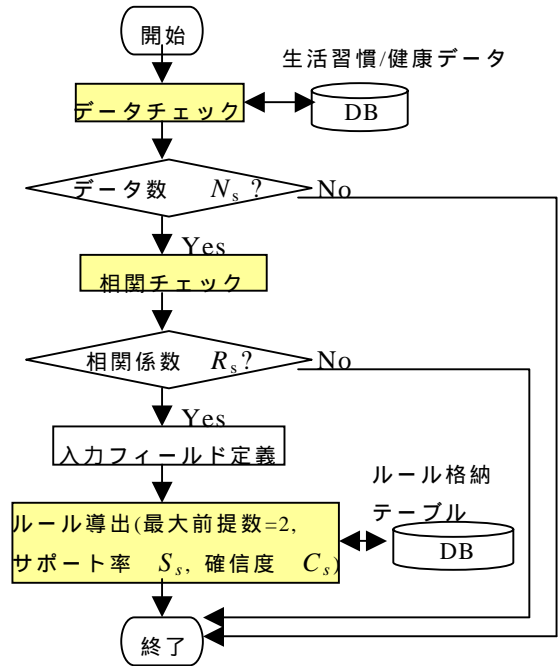 開始
生活習慣/健康データ
データチェック
DB
データ数 Ns ?
No
Yes
相関チェック
相関係数 Rs?
No
Yes
入力フィールド定義
ルール格納
テーブル
ルール導出(最大前提数=2,
サポート率 Ss, 確信度 Cs)
DB
終了